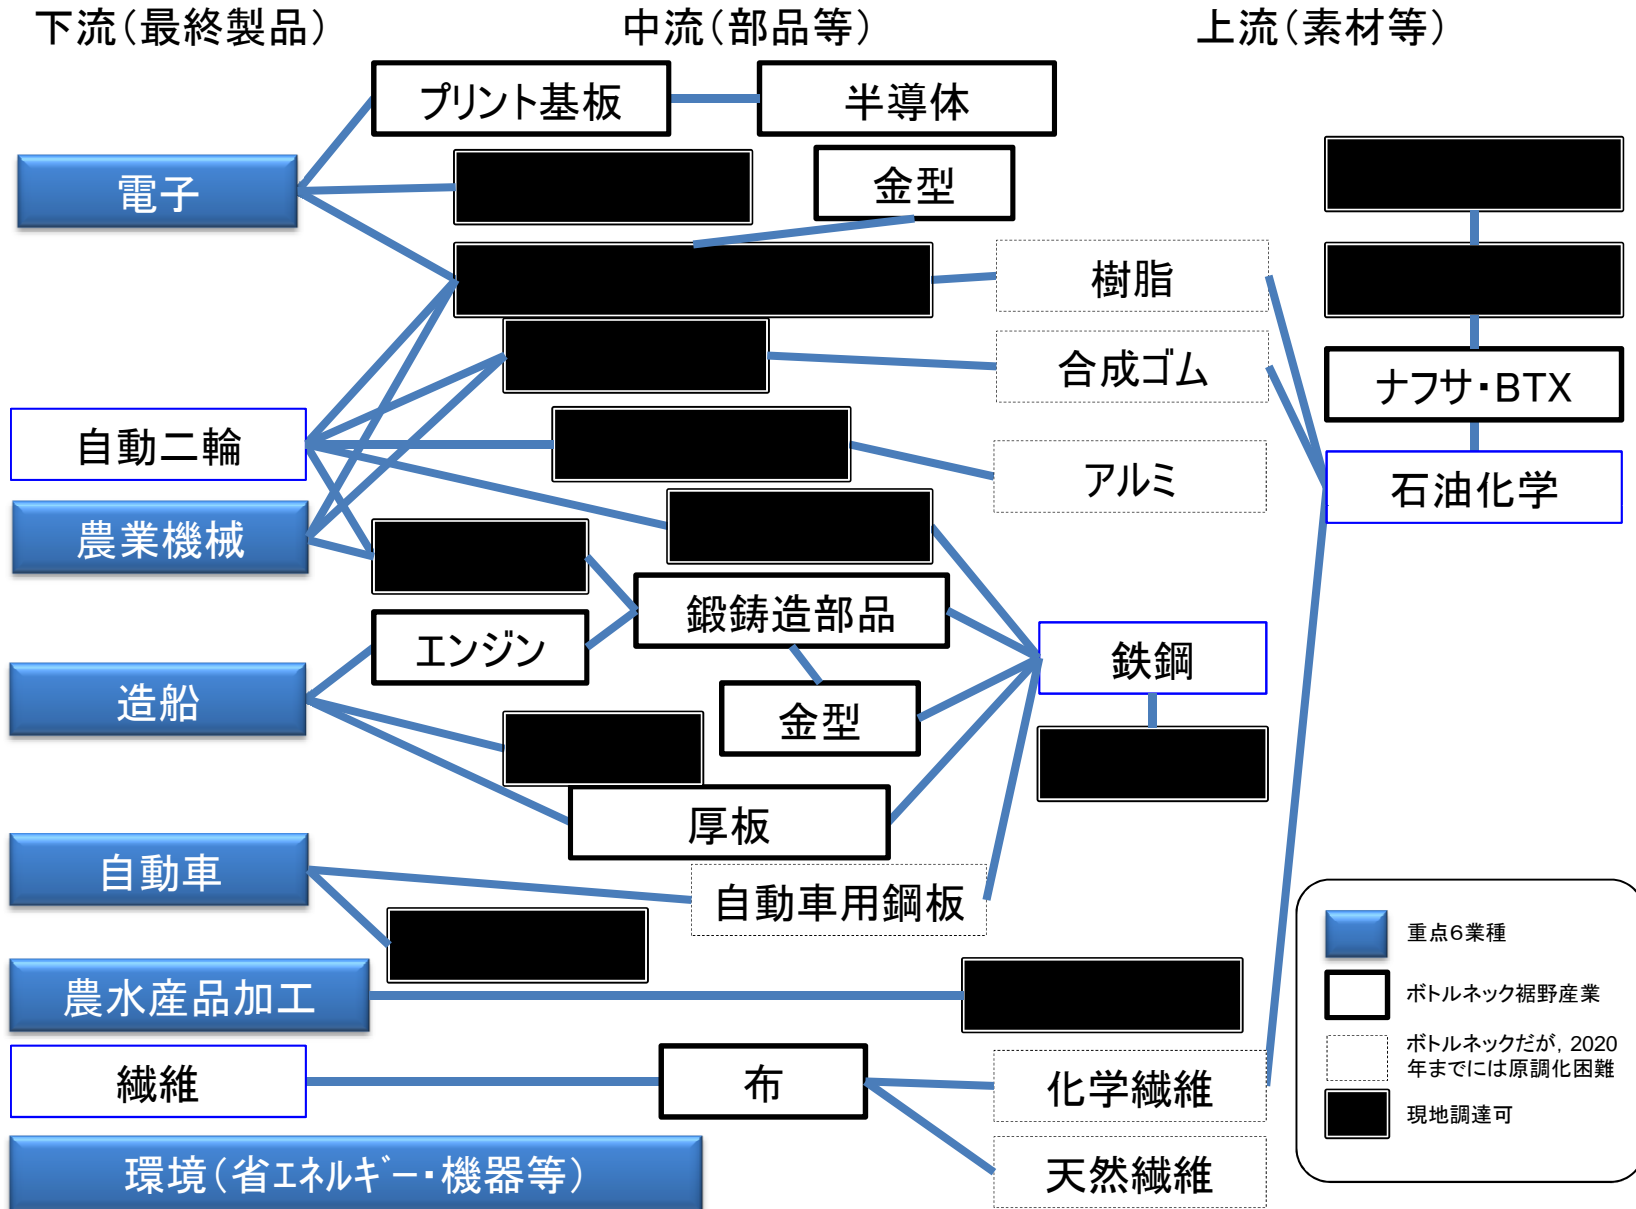 下流(最終製品)
中流(部品等)
上流(素材等)
プリント基板
半導体
電子
金型
樹脂
合成ゴム
ナフサ・BTX
自動二輪
アルミ
石油化学
農業機械
鍛鋳造部品
エンジン
鉄鋼
造船
金型
厚板
自動車
自動車用鋼板
農水産品加工
繊維
布
化学繊維
天然繊維
環境(省エネルギー・機器等)
重点6業種
ボトルネック裾野産業
ボトルネックだが, 2020
年までには原調化困難
現地調達可